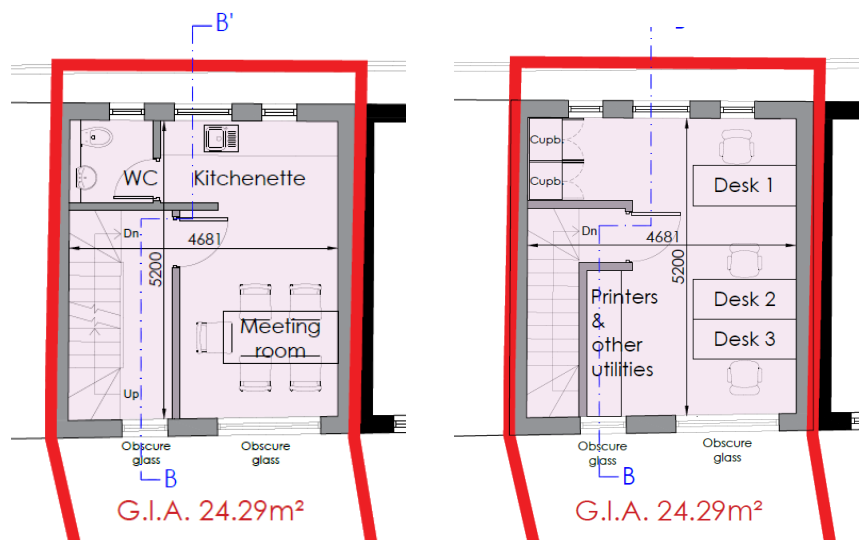 B'
WC
Kitchenette
Dn
4681
5200
Meeting
room
Up
Obscure
glass
Obscure
glass
B
G.I.A. 24.29m²
Cupb.
Cupb.
Desk 1
Dn
4681
5200
Desk 2
Printers
&
other
utilities
Desk 3
Obscure
glass
Obscure
glass
B
G.I.A. 24.29m²